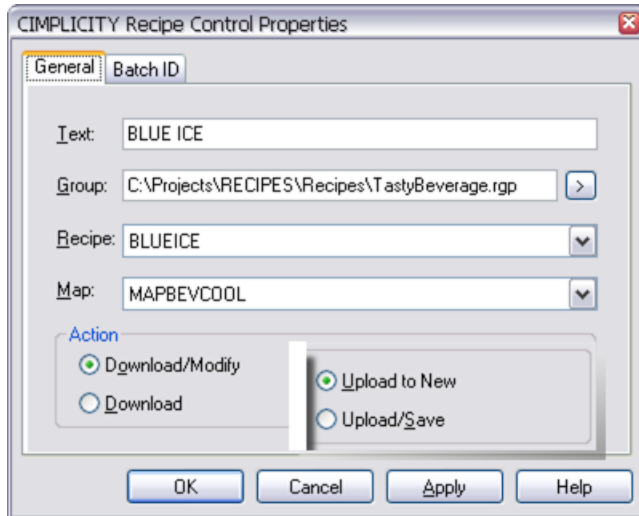 CIMPLICITY Recipe Control Properties
General Batch ID
Text: BLUE ICE
Group: C:\Projects\RECIPES\Recipes\TastyBeverage.rgp >
Recipe: BLUEICE
Map: MAPBEVCOOL
Action
Download/Modify
Download
Upload to New
Upload/Save
OK Cancel Apply Help